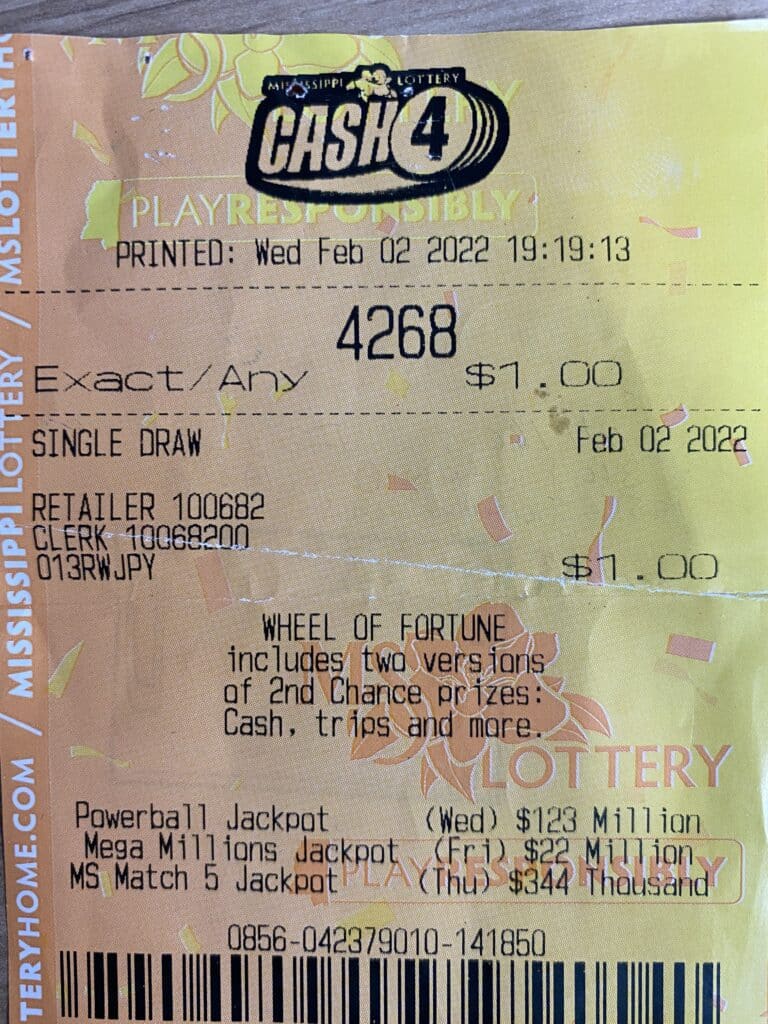 MISSISSIPPI LOTTERY
CASH 4
PLAYRESPONSIBLY
PRINTED: Wed Feb 02 2022 19:19:13
4268
Exact/Any $1.00
SINGLE DRAW Feb 02 2022
RETAILER 100682
CLERK 10068200
013RWJPY $1.00
WHEEL OF FORTUNE
includes two versions
of 2nd Chance prizes:
Cash, trips and more.
MS
LOTTERY
Powerball Jackpot (Wed) $123 Million
Mega Millions Jackpot (Fri) $22 Million
MS Match 5 Jackpot (Thu) $344 Thousand
PLAYRESPONSIBLY
0856-042379010-141850
TERYHOME.COM / MISSISSIPPI LOTTERY / MSLOTTERYH